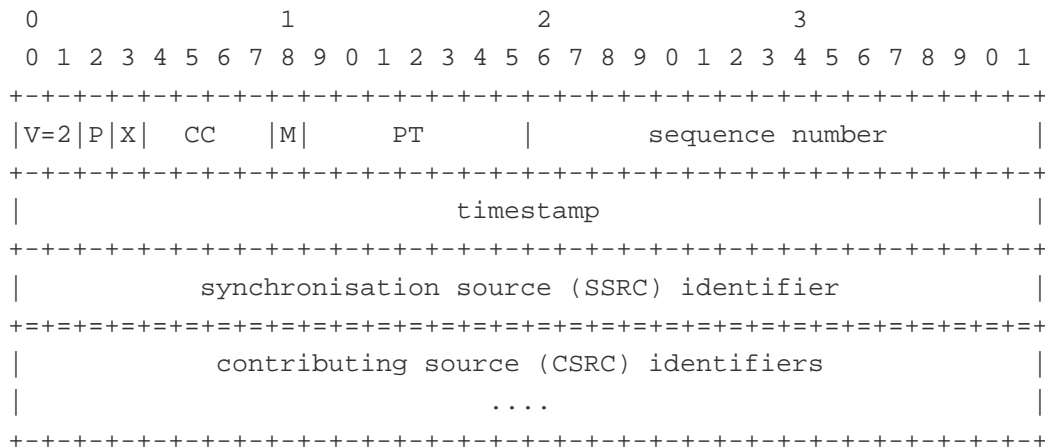 0                   1                   2                   3
 0 1 2 3 4 5 6 7 8 9 0 1 2 3 4 5 6 7 8 9 0 1 2 3 4 5 6 7 8 9 0 1
+-+-+-+-+-+-+-+-+-+-+-+-+-+-+-+-+-+-+-+-+-+-+-+-+-+-+-+-+-+-+-+-+
|V=2|P|X|  CC   |M|     PT      |       sequence number         |
+-+-+-+-+-+-+-+-+-+-+-+-+-+-+-+-+-+-+-+-+-+-+-+-+-+-+-+-+-+-+-+-+
|                           timestamp                           |
+-+-+-+-+-+-+-+-+-+-+-+-+-+-+-+-+-+-+-+-+-+-+-+-+-+-+-+-+-+-+-+-+
|           synchronisation source (SSRC) identifier            |
+=+=+=+=+=+=+=+=+=+=+=+=+=+=+=+=+=+=+=+=+=+=+=+=+=+=+=+=+=+=+=+=+
|            contributing source (CSRC) identifiers             |
|                             ....                              |
+-+-+-+-+-+-+-+-+-+-+-+-+-+-+-+-+-+-+-+-+-+-+-+-+-+-+-+-+-+-+-+-+